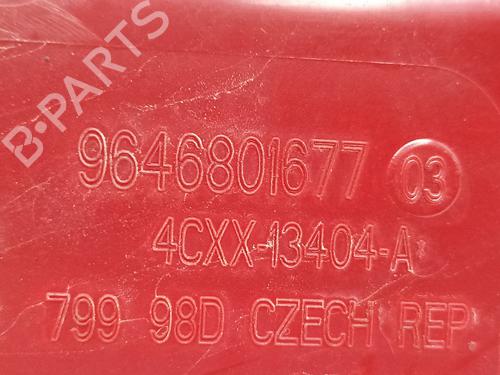 B-PARTS
9646801677 03
4CXX-13404-A
799 98D CZECH REP.